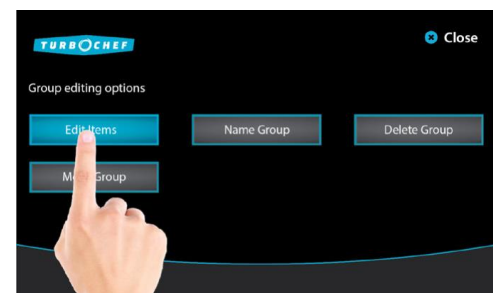 TURBOCHEF
Close
Group editing options
Edit Items
Name Group
Delete Group
Group